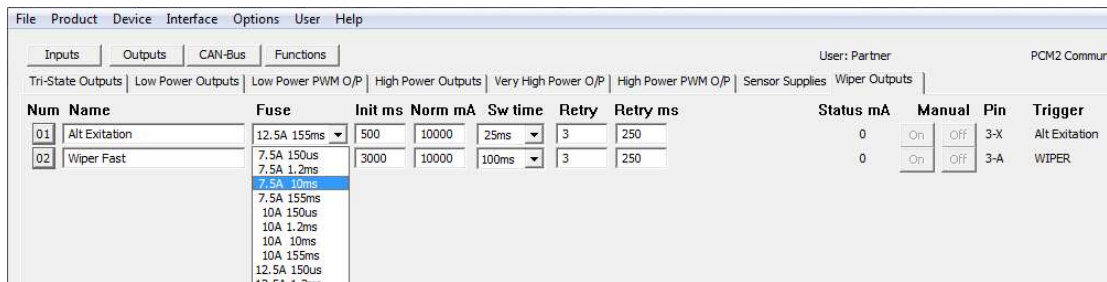 File Product Device Interface Options User Help
Inputs Outputs CAN-Bus Functions User: Partner PCM2 Commun
Tri-State Outputs Low Power Outputs Low Power PWM O/P High Power Outputs Very High Power O/P High Power PWM O/P Sensor Supplies Wiper Outputs
Num Name Fuse Init ms Norm mA Sw time Retry Retry ms Status mA Manual Pin Trigger
01 Alt Exitation 12.5A 155ms 500 10000 25ms 3 250 0 On Off 3-X Alt Exitation
02 Wiper Fast 3000 10000 100ms 3 250 0 On Off 3-A WIPER
7.5A 150us
7.5A 1.2ms
7.5A 10ms
7.5A 155ms
10A 150us
10A 1.2ms
10A 10ms
10A 155ms
12.5A 150us